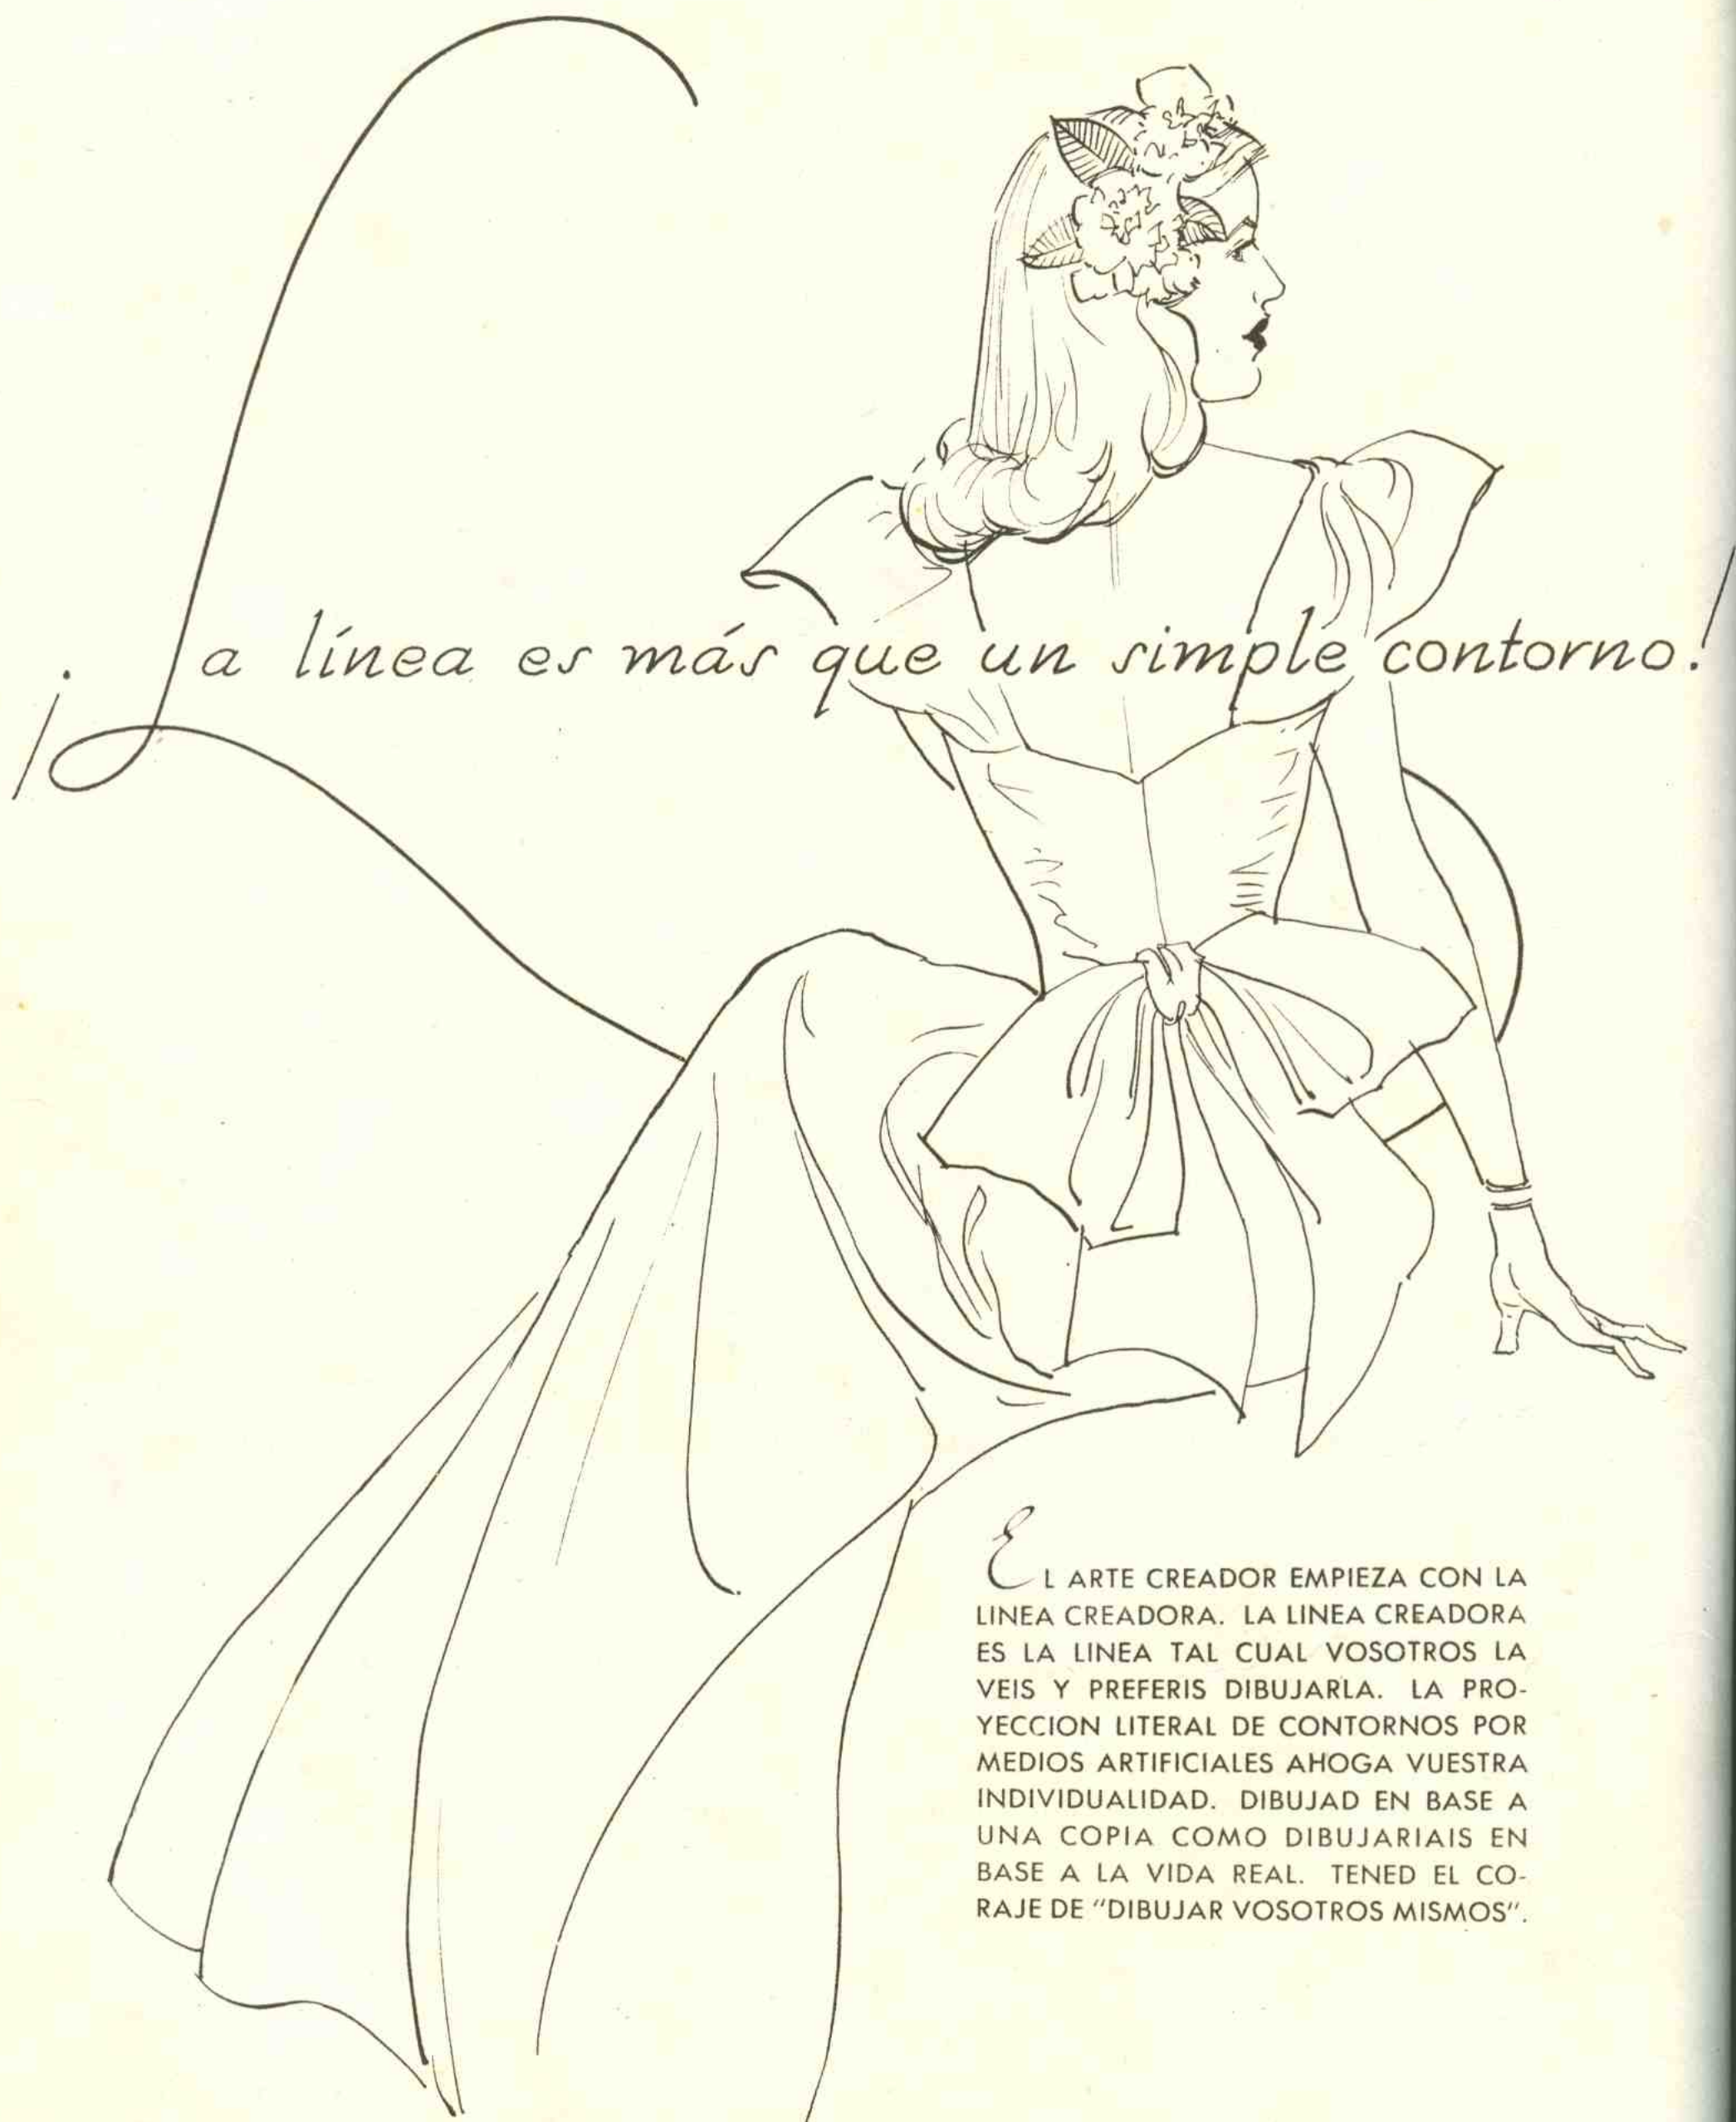 ¡La línea es más que un simple contorno!
EL ARTE CREADOR EMPIEZA CON LA
LINEA CREADORA. LA LINEA CREADORA
ES LA LINEA TAL CUAL VOSOTROS LA
VEIS Y PREFERIS DIBUJARLA. LA PRO-
YECCION LITERAL DE CONTORNOS POR
MEDIOS ARTIFICIALES AHOGA VUESTRA
INDIVIDUALIDAD. DIBUJAD EN BASE A
UNA COPIA COMO DIBUJARIAIS EN
BASE A LA VIDA REAL. TENED EL CO-
RAJE DE "DIBUJAR VOSOTROS MISMOS".